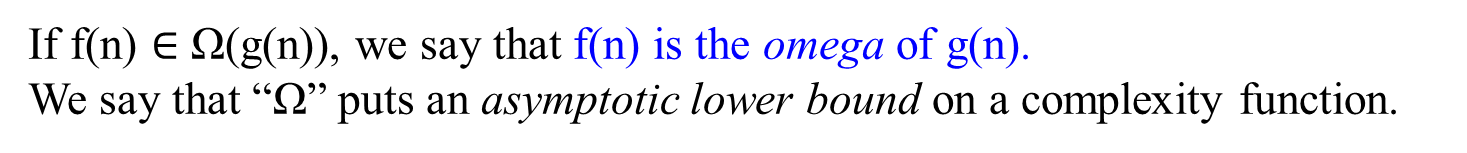 If f(n) ∈ Ω(g(n)), we say that f(n) is the omega of g(n).
We say that “Ω” puts an asymptotic lower bound on a complexity function.